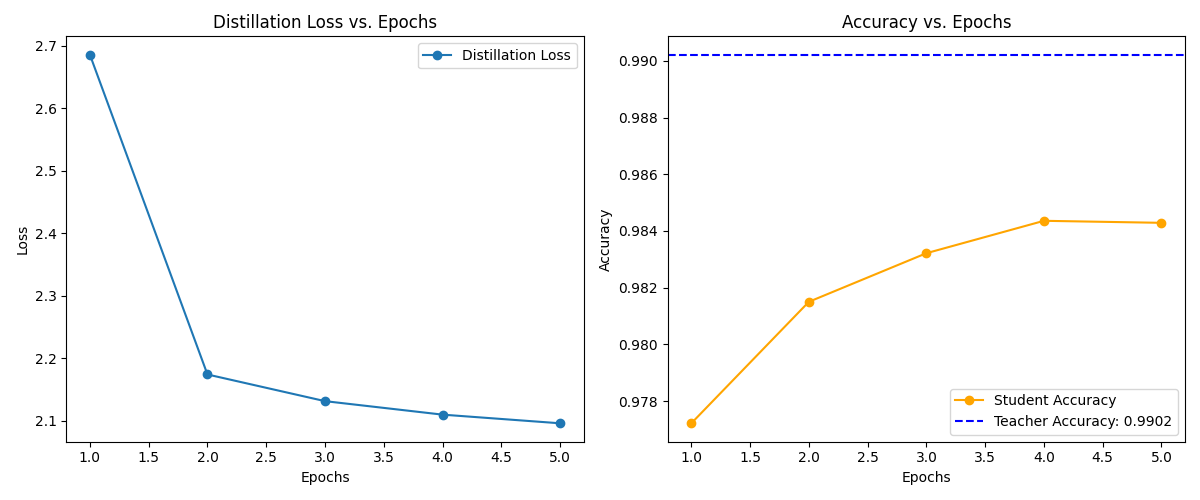 Distillation Loss vs. Epochs
Loss
2.7
2.6
2.5
2.4
2.3
2.2
2.1
Distillation Loss
1.0 1.5 2.0 2.5 3.0 3.5 4.0 4.5 5.0
Epochs
Accuracy vs. Epochs
Accuracy
0.990
0.988
0.986
0.984
0.982
0.980
0.978
Student Accuracy
Teacher Accuracy: 0.9902
1.0 1.5 2.0 2.5 3.0 3.5 4.0 4.5 5.0
Epochs